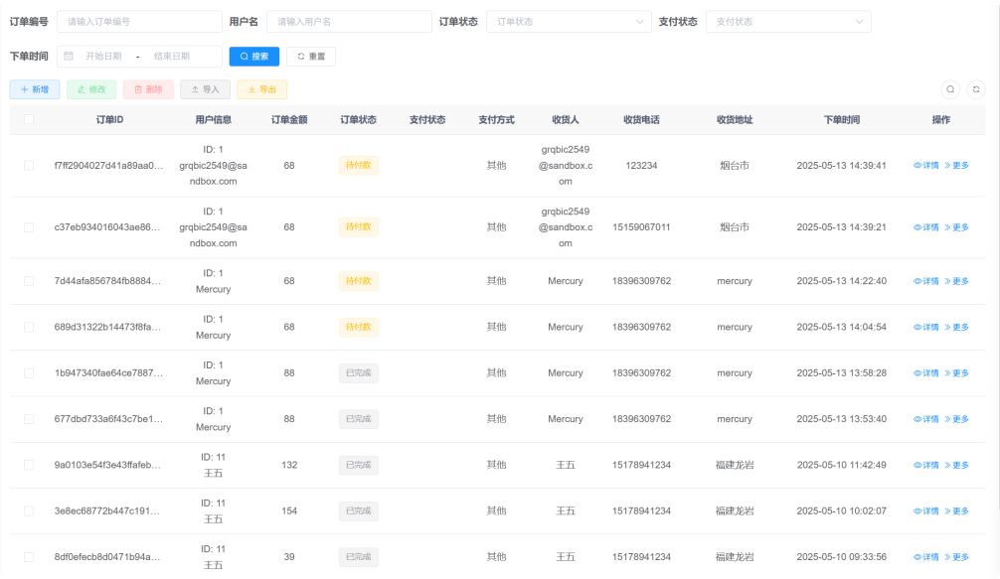 订单编号 请输入订单编号 用户名 请输入用户名 订单状态 订单状态 支付状态 支付状态
下单时间 开始日期 - 结束日期 搜索 重置
新增 修改 删除 导入 导出
订单ID 用户信息 订单金额 订单状态 支付状态 支付方式 收货人 收货电话 收货地址 下单时间 操作
f7ff2904027d41a89aa0... ID: 1 grqbic2549@sandbox.com 68 待付款 其他 grqbic2549@sandbox.com 123234 烟台市 2025-05-13 14:39:41 详情 更多
c37eb934016043ae86... ID: 1 grqbic2549@sandbox.com 68 待付款 其他 grqbic2549@sandbox.com 15159067011 烟台市 2025-05-13 14:39:21 详情 更多
7d44afa856784fb8884... ID: 1 Mercury 68 待付款 其他 Mercury 18396309762 mercury 2025-05-13 14:22:40 详情 更多
689d31322b14473f8fa... ID: 1 Mercury 68 待付款 其他 Mercury 18396309762 mercury 2025-05-13 14:04:54 详情 更多
1b947340fae64ce7887... ID: 1 Mercury 88 已完成 其他 Mercury 18396309762 mercury 2025-05-13 13:58:28 详情 更多
677dbd733a6f43c7be1... ID: 1 Mercury 88 已完成 其他 Mercury 18396309762 mercury 2025-05-13 13:53:40 详情 更多
9a0103e54f3e43ffafeb... ID: 11 王五 132 已完成 其他 王五 15178941234 福建龙岩 2025-05-10 11:42:49 详情 更多
3e8ec68772b447c191... ID: 11 王五 154 已完成 其他 王五 15178941234 福建龙岩 2025-05-10 10:02:07 详情 更多
8df0efecb8d0471b94a... ID: 11 王五 39 已完成 其他 王五 15178941234 福建龙岩 2025-05-10 09:33:56 详情 更多